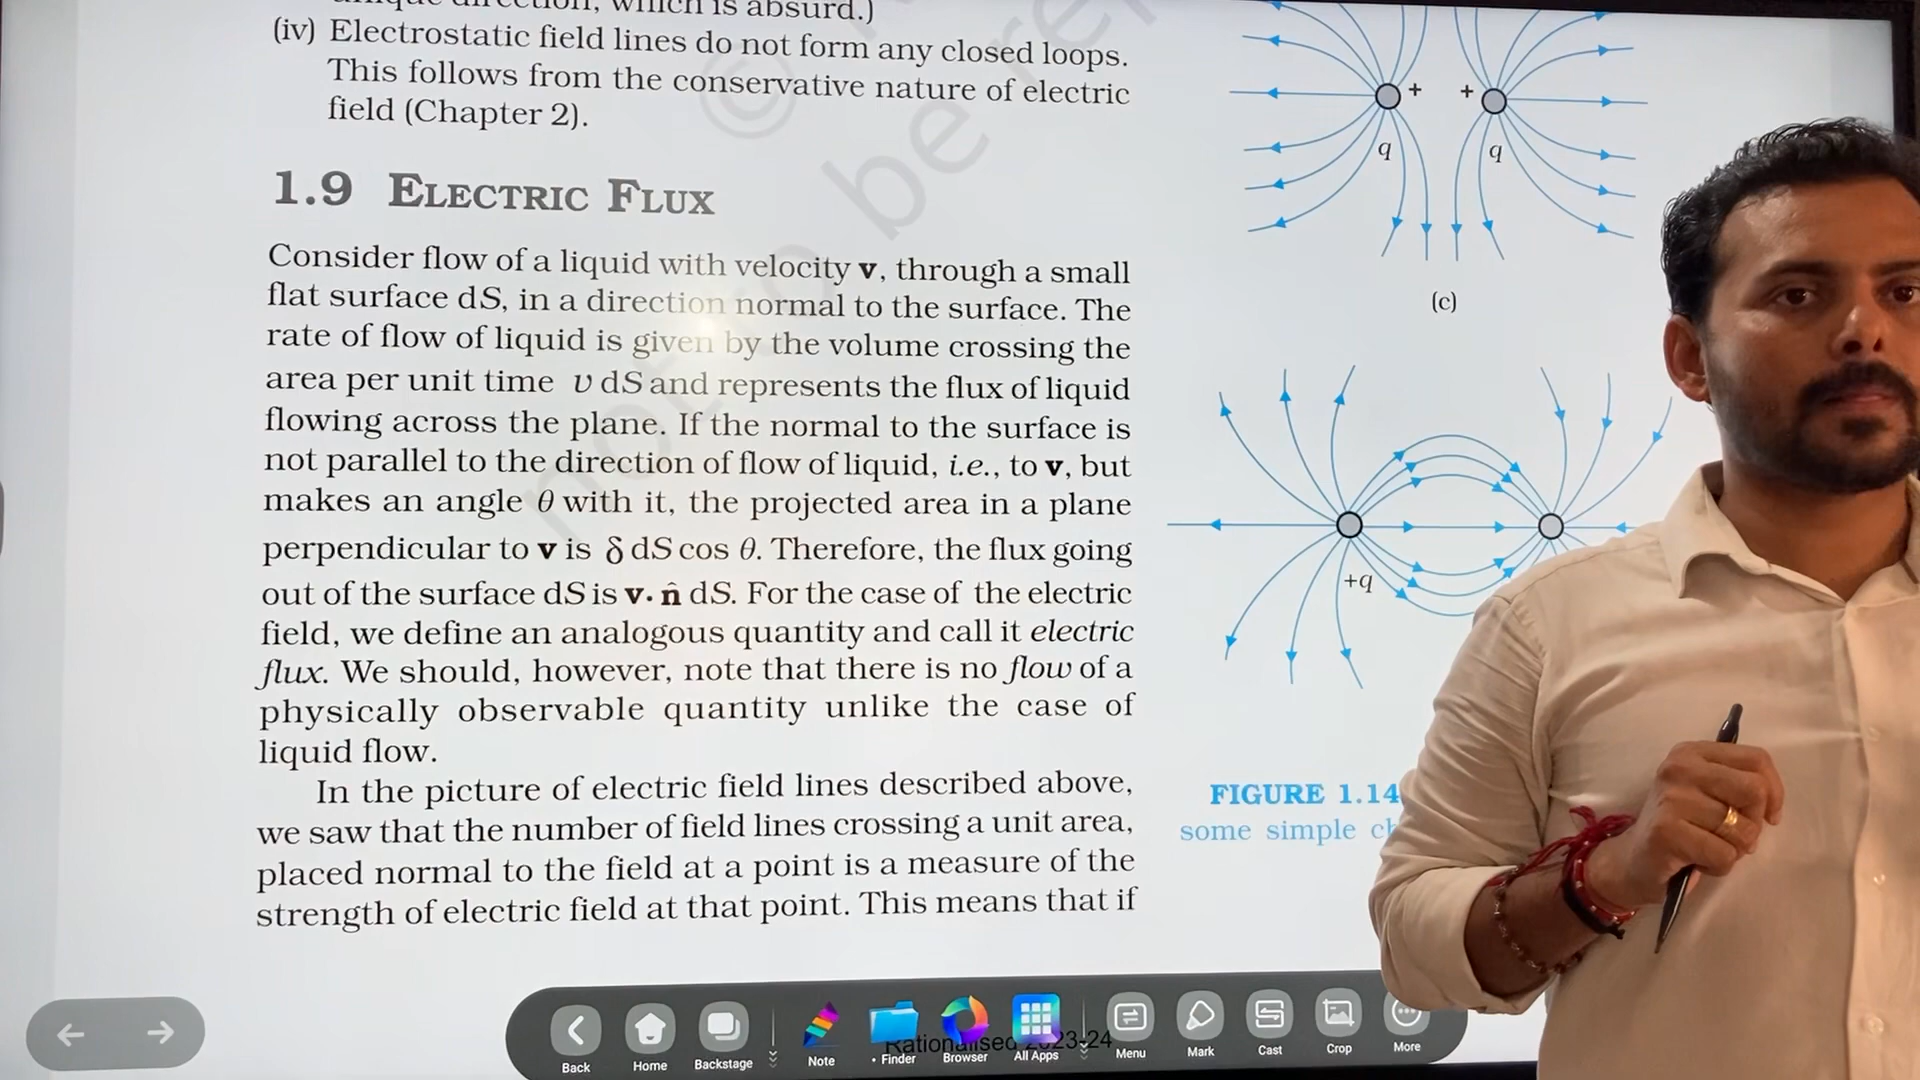 which is absurd.)
(iv) Electrostatic field lines do not form any closed loops.
This follows from the conservative nature of electric
field (Chapter 2).
1.9 ELECTRIC FLUX
Consider flow of a liquid with velocity v, through a small
flat surface dS, in a direction normal to the surface. The
rate of flow of liquid is given by the volume crossing the
area per unit time v dS and represents the flux of liquid
flowing across the plane. If the normal to the surface is
not parallel to the direction of flow of liquid, i.e., to v, but
makes an angle θ with it, the projected area in a plane
perpendicular to v is δ dS cos θ. Therefore, the flux going
out of the surface dS is v. n̂ dS. For the case of the electric
field, we define an analogous quantity and call it electric
flux. We should, however, note that there is no flow of a
physically observable quantity unlike the case of
liquid flow.
In the picture of electric field lines described above,
we saw that the number of field lines crossing a unit area,
placed normal to the field at a point is a measure of the
strength of electric field at that point. This means that if
+ +
q q
(c)
+q
FIGURE 1.14
some simple
© 
not to be re
Rationalised 2023-24
Back
Home
Backstage
Note
Finder
Browser
All Apps
Menu
Mark
Cast
Crop
More